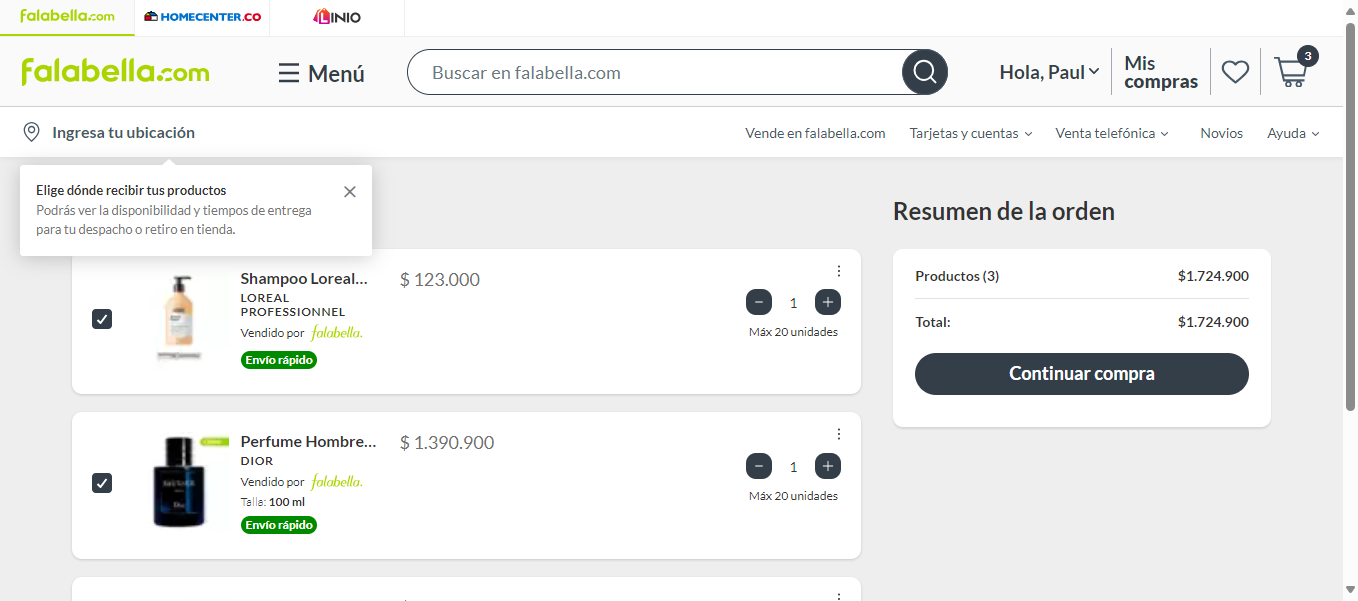 falabella.com
HOMECENTER.CO
LINIO
falabella.com
Menú
Buscar en falabella.com
Hola, Paul
Mis
compras
3
Ingresa tu ubicación
Vende en falabella.com
Tarjetas y cuentas
Venta telefónica
Novios
Ayuda
Elige dónde recibir tus productos
Podrás ver la disponibilidad y tiempos de entrega
para tu despacho o retiro en tienda.
Resumen de la orden
Shampoo Loreal...
LOREAL
PROFESSIONNEL
Vendido por falabella.
Envío rápido
$ 123.000
1
Máx 20 unidades
Productos (3) $1.724.900
Total: $1.724.900
Continuar compra
Perfume Hombre...
DIOR
Vendido por falabella.
Talla: 100 ml
Envío rápido
$ 1.390.900
1
Máx 20 unidades